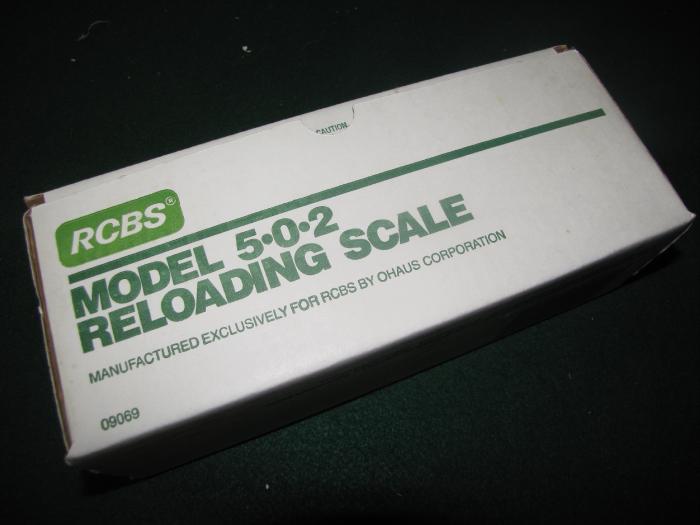 CAUTION
RCBS®
MODEL 5•0•2
RELOADING SCALE
MANUFACTURED EXCLUSIVELY FOR RCBS BY OHAUS CORPORATION
09069